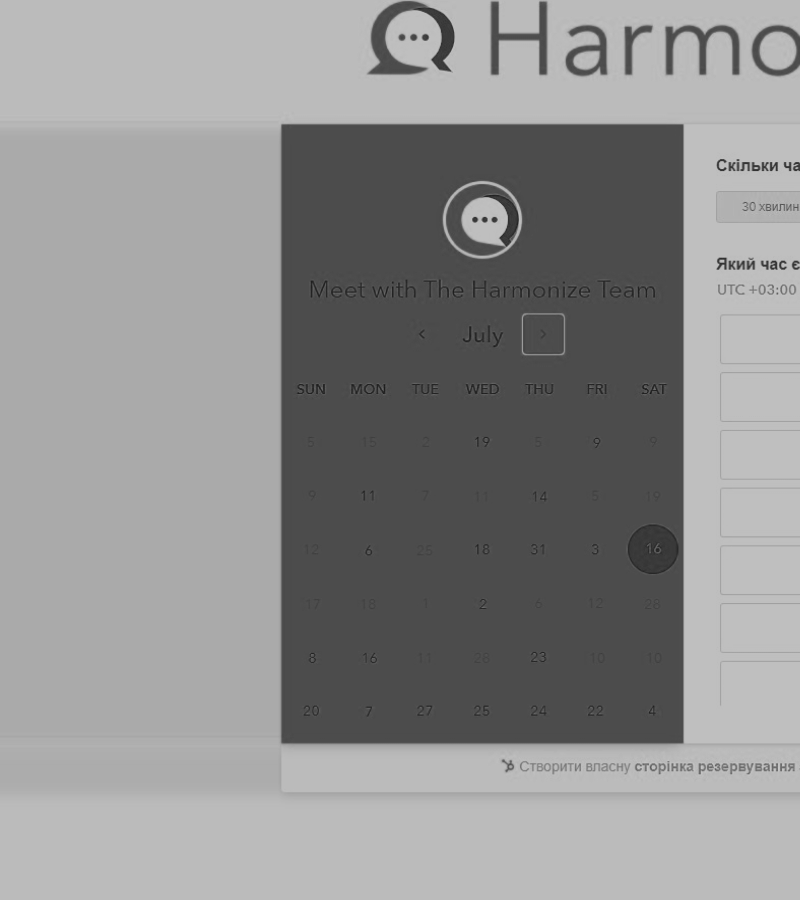 Harmo
Meet with The Harmonize Team
July
SUN MON TUE WED THU FRI SAT
5 15 2 19 5 9 9
9 11 7 11 14 5 19
12 6 25 18 31 3 16
17 18 1 2 6 12 28
8 16 11 26 23 10 10
20 7 27 25 24 22 4
Скільки ча
30 хвилин
Який час є
UTC +03:00
Створити власну сторінка резервування